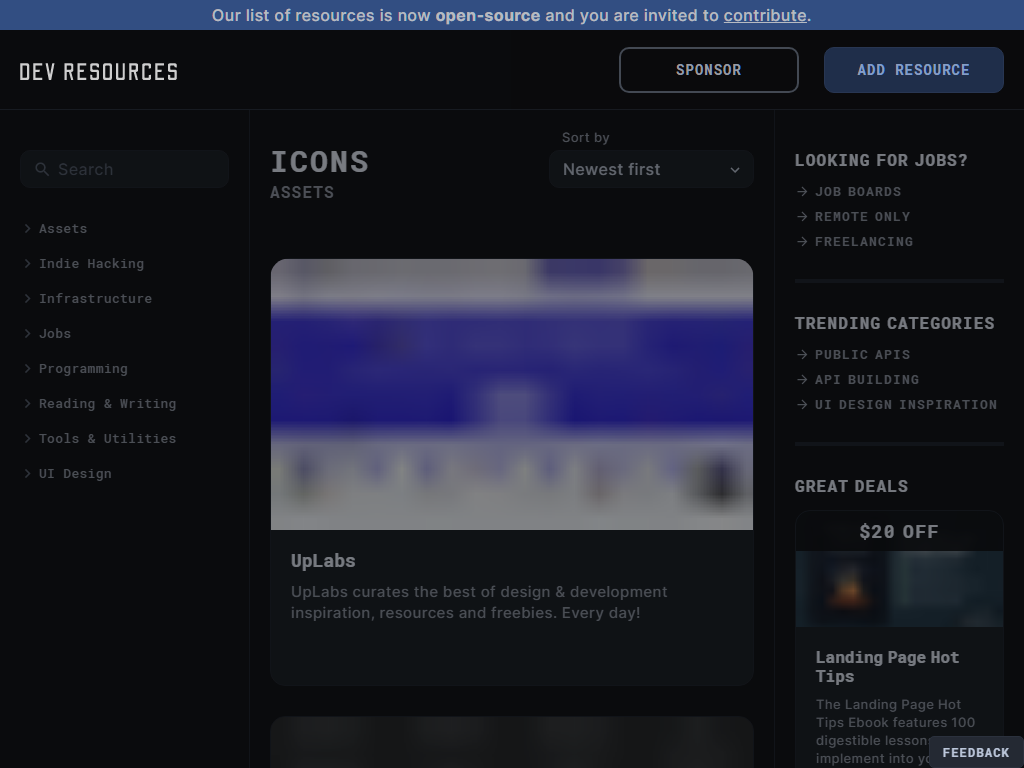 Our list of resources is now open-source and you are invited to contribute.
DEV RESOURCES
SPONSOR
ADD RESOURCE
Search
Assets
Indie Hacking
Infrastructure
Jobs
Programming
Reading & Writing
Tools & Utilities
UI Design
ICONS
ASSETS
Sort by
Newest first
UpLabs
UpLabs curates the best of design & development
inspiration, resources and freebies. Every day!
LOOKING FOR JOBS?
→ JOB BOARDS
→ REMOTE ONLY
→ FREELANCING
TRENDING CATEGORIES
→ PUBLIC APIS
→ API BUILDING
→ UI DESIGN INSPIRATION
GREAT DEALS
$20 OFF
Landing Page Hot
Tips
The Landing Page Hot
Tips Ebook features 100
digestible lessons
implement into
FEEDBACK